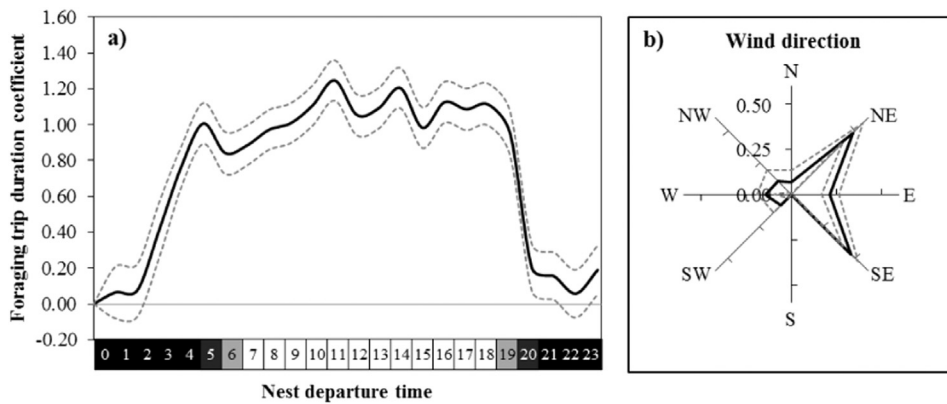 a)
Foraging trip duration coefficient
1.60
1.40
1.20
1.00
0.80
0.60
0.40
0.20
0.00
-0.20
0 1 2 3 4 5 6 7 8 9 10 11 12 13 14 15 16 17 18 19 20 21 22 23
Nest departure time
b) Wind direction
N
0.50
NW NE
0.25
W 0.00 E
SW SE
S